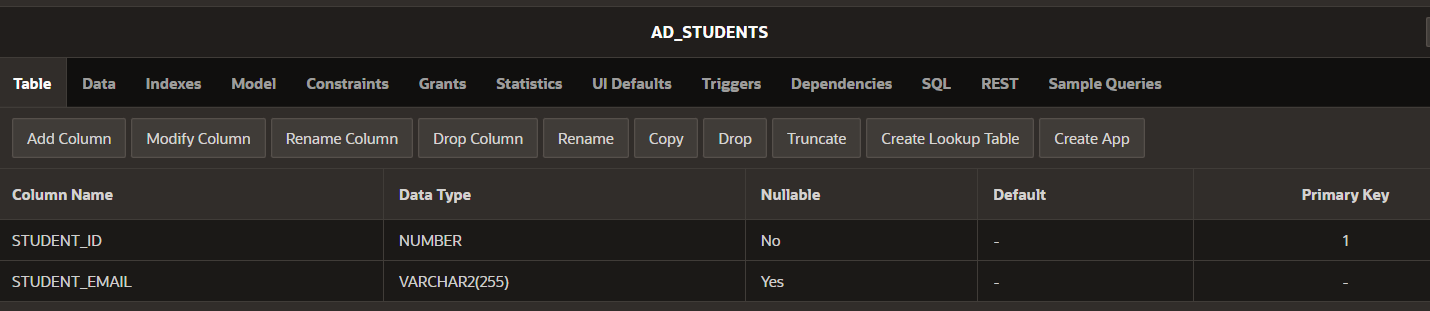 AD_STUDENTS
Table Data Indexes Model Constraints Grants Statistics UI Defaults Triggers Dependencies SQL REST Sample Queries
Add Column Modify Column Rename Column Drop Column Rename Copy Drop Truncate Create Lookup Table Create App
Column Name Data Type Nullable Default Primary Key
STUDENT_ID NUMBER No - 1
STUDENT_EMAIL VARCHAR2(255) Yes - -